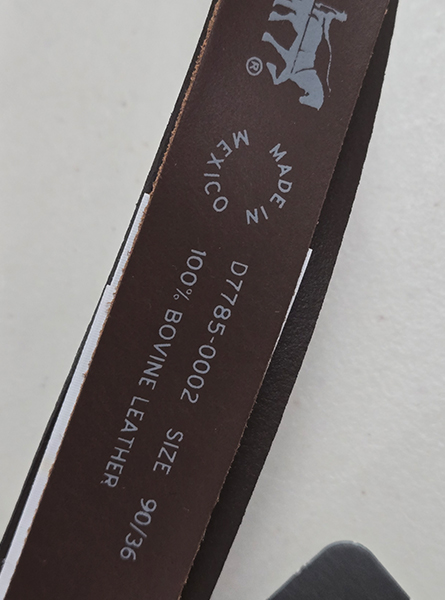 ®
MADE IN
MEXICO
D7785-0002 SIZE 90/36
100% BOVINE LEATHER